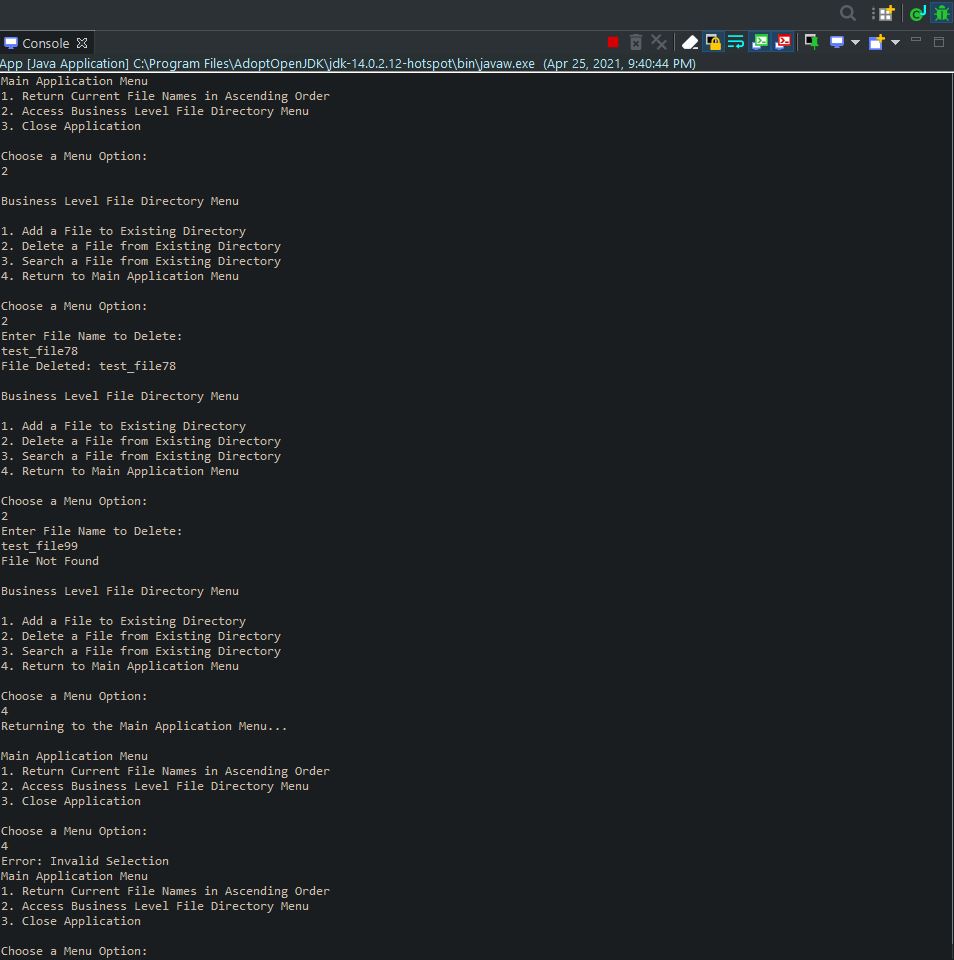 Console
App [Java Application] C:\Program Files\AdoptOpenJDK\jdk-14.0.2.12-hotspot\bin\javaw.exe (Apr 25, 2021, 9:40:44 PM)
Main Application Menu
1. Return Current File Names in Ascending Order
2. Access Business Level File Directory Menu
3. Close Application

Choose a Menu Option:
2

Business Level File Directory Menu

1. Add a File to Existing Directory
2. Delete a File from Existing Directory
3. Search a File from Existing Directory
4. Return to Main Application Menu

Choose a Menu Option:
2
Enter File Name to Delete:
test_file78
File Deleted: test_file78

Business Level File Directory Menu

1. Add a File to Existing Directory
2. Delete a File from Existing Directory
3. Search a File from Existing Directory
4. Return to Main Application Menu

Choose a Menu Option:
2
Enter File Name to Delete:
test_file99
File Not Found

Business Level File Directory Menu

1. Add a File to Existing Directory
2. Delete a File from Existing Directory
3. Search a File from Existing Directory
4. Return to Main Application Menu

Choose a Menu Option:
4
Returning to the Main Application Menu...

Main Application Menu
1. Return Current File Names in Ascending Order
2. Access Business Level File Directory Menu
3. Close Application

Choose a Menu Option:
4
Error: Invalid Selection
Main Application Menu
1. Return Current File Names in Ascending Order
2. Access Business Level File Directory Menu
3. Close Application

Choose a Menu Option: